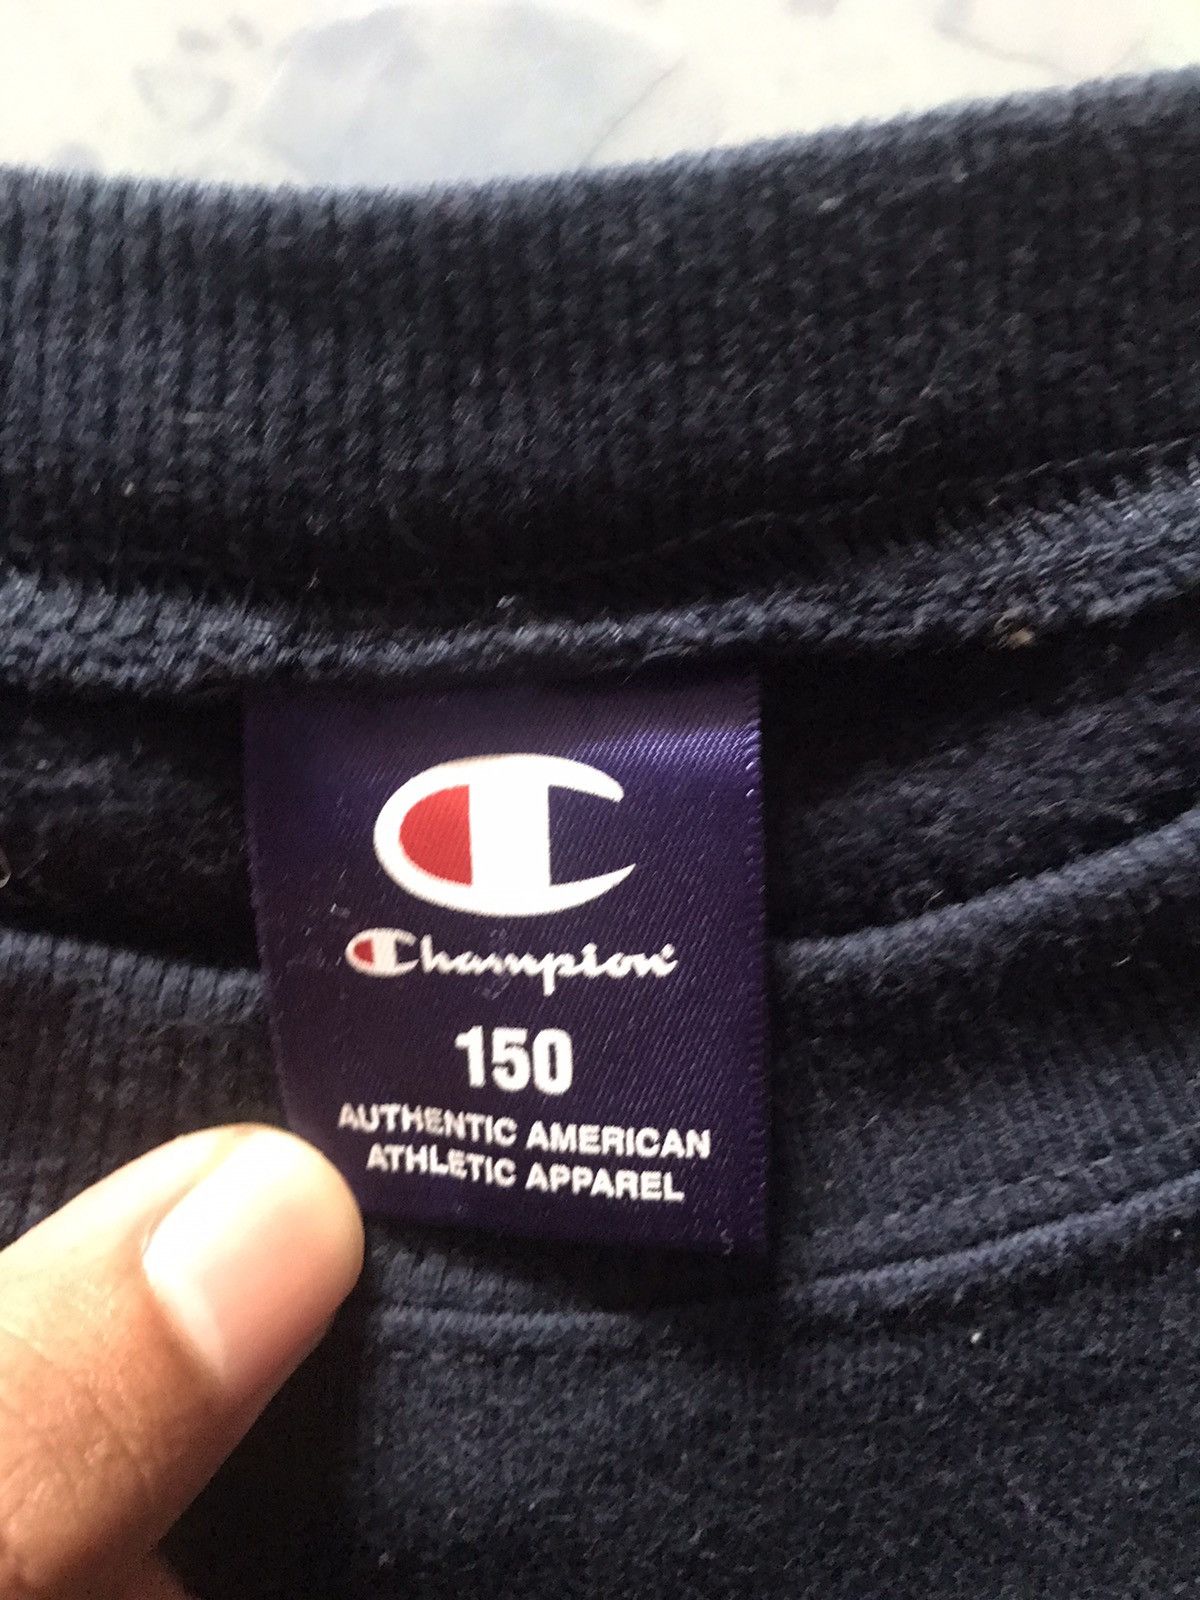 Champion
150
AUTHENTIC AMERICAN
ATHLETIC APPAREL